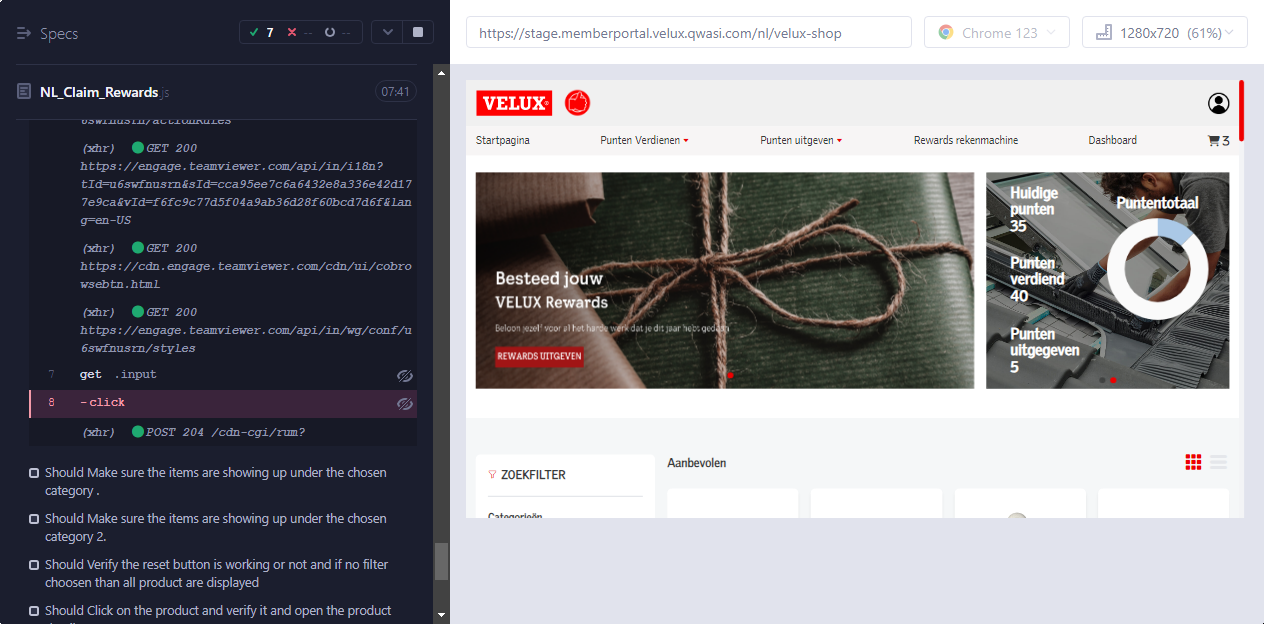 Specs
7
--
--
NL_Claim_Rewards.js
07:41
6swfnusrn/actionRules
(xhr) GET 200
https://engage.teamviewer.com/api/in/i18n?
tId=u6swfnusrn&sId=cca95ee7c6a6432e8a336e42d17
7e9ca&vId=f6fc9c77d5f04a9ab36d28f60bcd7d6f&lan
g=en-US
(xhr) GET 200
https://cdn.engage.teamviewer.com/cdn/ui/cobro
wsebtn.html
(xhr) GET 200
https://engage.teamviewer.com/api/in/wg/conf/u
6swfnusrn/styles
7 get .input
8 -click
(xhr) POST 204 /cdn-cgi/rum?
Should Make sure the items are showing up under the chosen
category .
Should Make sure the items are showing up under the chosen
category 2.
Should Verify the reset button is working or not and if no filter
choosen than all product are displayed
Should Click on the product and verify it and open the product
https://stage.memberportal.velux.qwasi.com/nl/velux-shop
Chrome 123
1280x720 (61%)
VELUX
Startpagina
Punten Verdienen
Punten uitgeven
Rewards rekenmachine
Dashboard
3
Besteed jouw
VELUX Rewards
Beloon jezelf voor al het harde werk dat je dit jaar hebt gedaan
REWARDS UITGEVEN
Huidige
punten
35
Punten
verdiend
40
Punten
uitgegeven
5
Puntentotaal
ZOEKFILTER
Categorieën
Aanbevolen